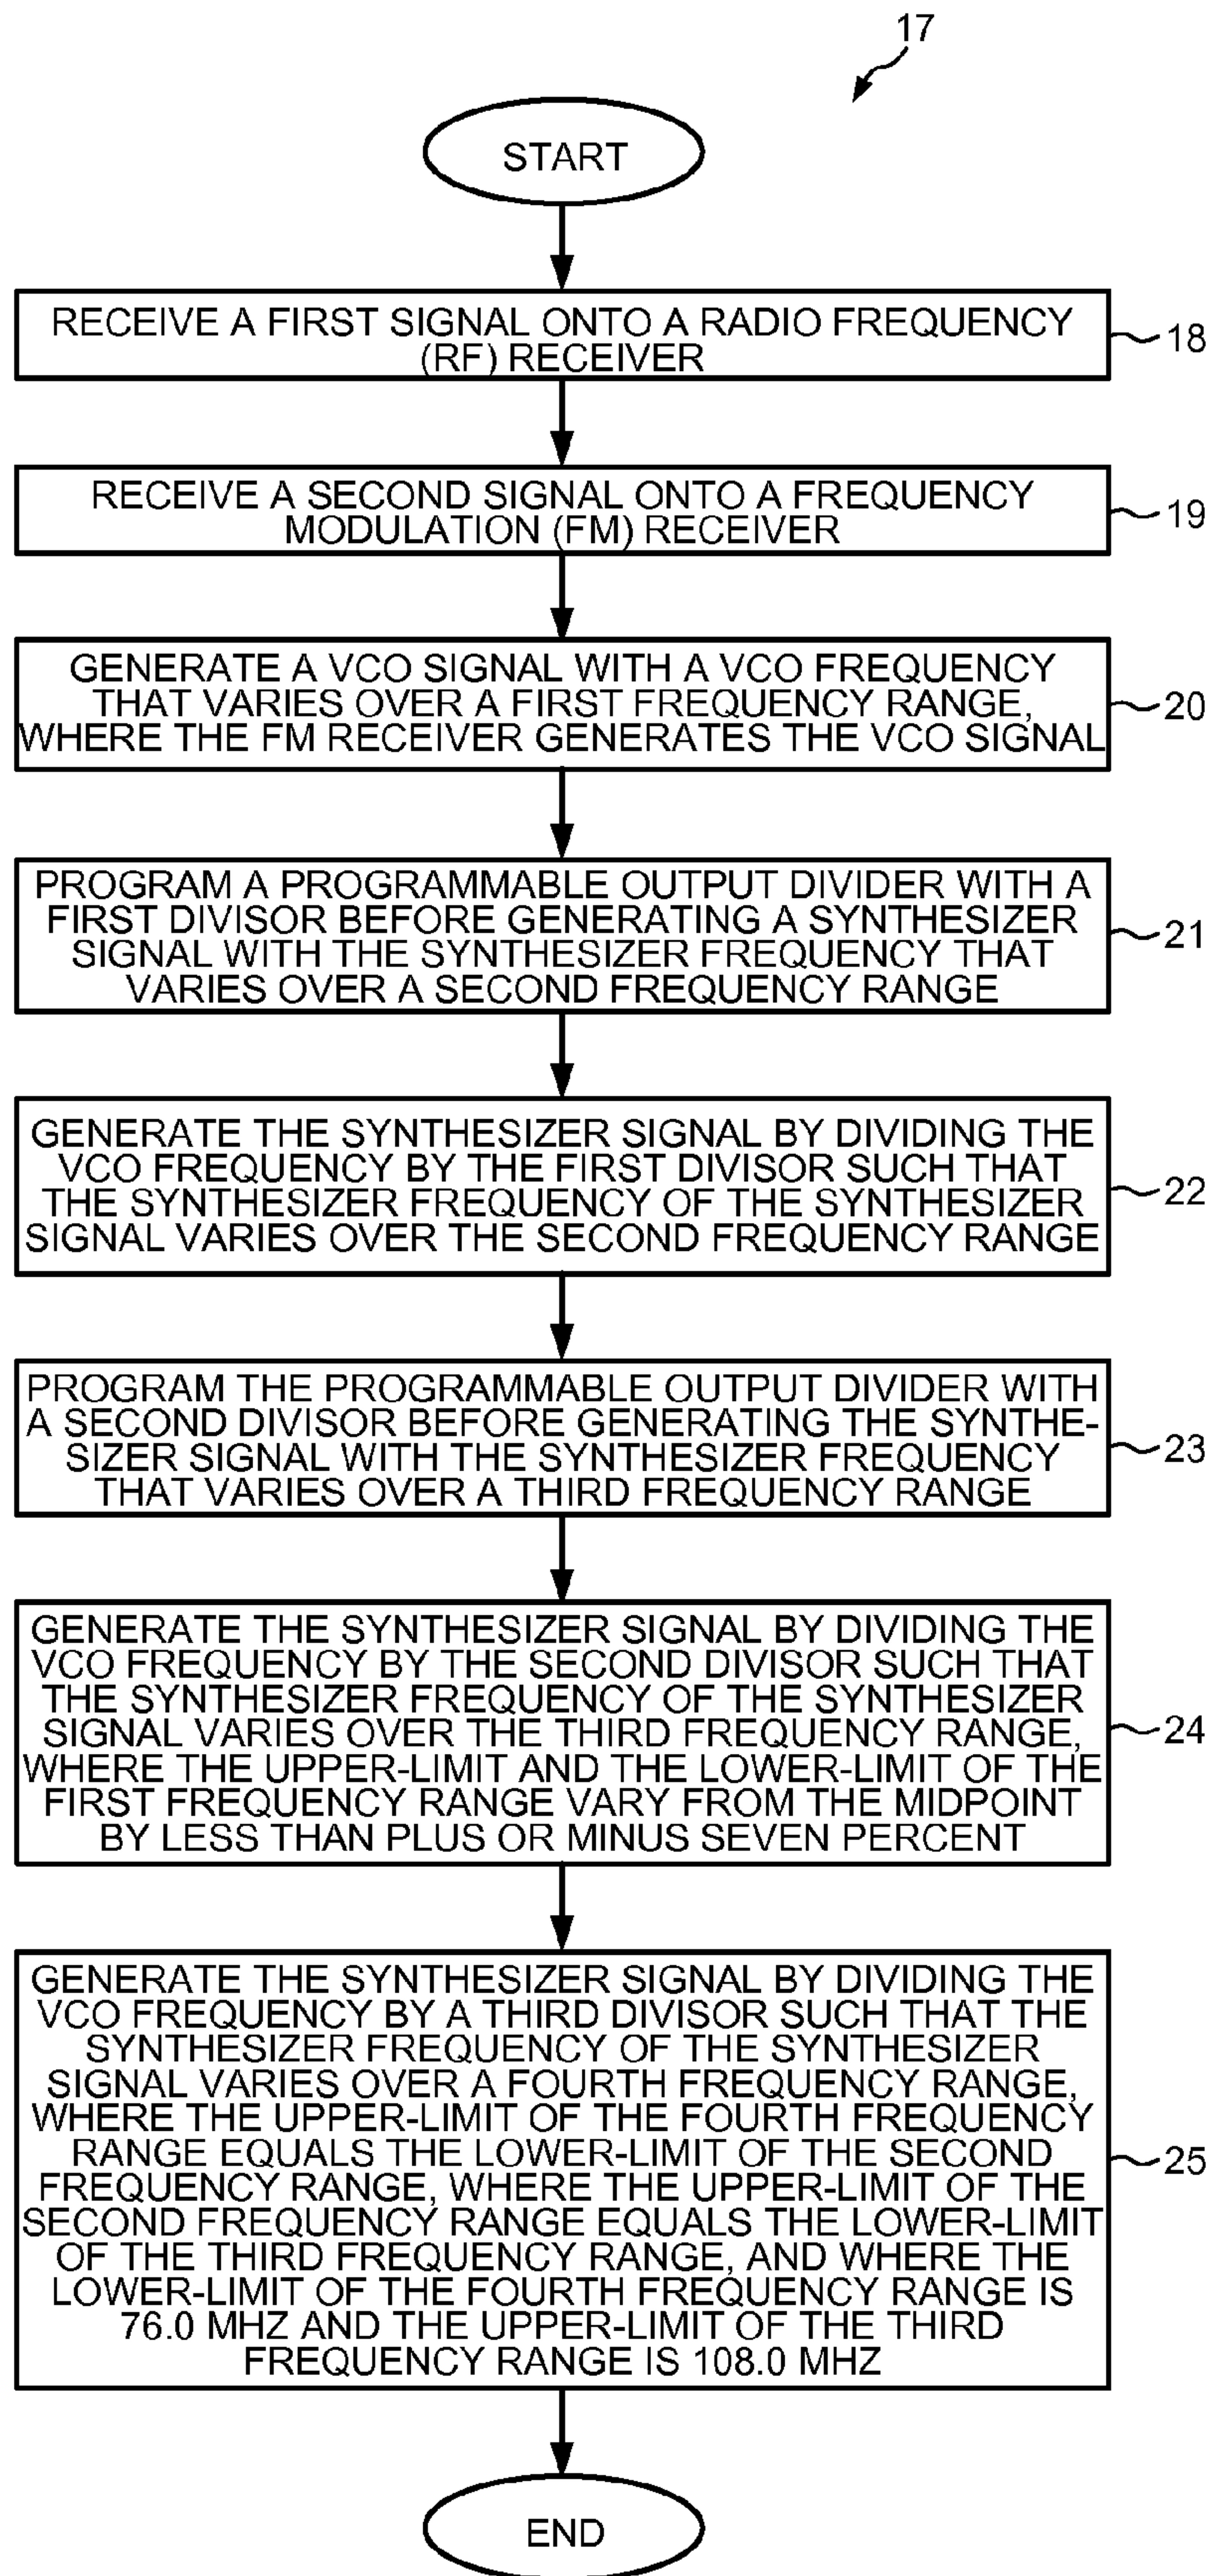 17
START
RECEIVE A FIRST SIGNAL ONTO A RADIO FREQUENCY
(RF) RECEIVER
18
RECEIVE A SECOND SIGNAL ONTO A FREQUENCY
MODULATION (FM) RECEIVER
19
GENERATE A VCO SIGNAL WITH A VCO FREQUENCY
THAT VARIES OVER A FIRST FREQUENCY RANGE,
WHERE THE FM RECEIVER GENERATES THE VCO SIGNAL
20
PROGRAM A PROGRAMMABLE OUTPUT DIVIDER WITH A
FIRST DIVISOR BEFORE GENERATING A SYNTHESIZER
SIGNAL WITH THE SYNTHESIZER FREQUENCY THAT
VARIES OVER A SECOND FREQUENCY RANGE
21
GENERATE THE SYNTHESIZER SIGNAL BY DIVIDING THE
VCO FREQUENCY BY THE FIRST DIVISOR SUCH THAT
THE SYNTHESIZER FREQUENCY OF THE SYNTHESIZER
SIGNAL VARIES OVER THE SECOND FREQUENCY RANGE
22
PROGRAM THE PROGRAMMABLE OUTPUT DIVIDER WITH
A SECOND DIVISOR BEFORE GENERATING THE SYNTHE-
SIZER SIGNAL WITH THE SYNTHESIZER FREQUENCY
THAT VARIES OVER A THIRD FREQUENCY RANGE
23
GENERATE THE SYNTHESIZER SIGNAL BY DIVIDING THE
VCO FREQUENCY BY THE SECOND DIVISOR SUCH THAT
THE SYNTHESIZER FREQUENCY OF THE SYNTHESIZER
SIGNAL VARIES OVER THE THIRD FREQUENCY RANGE,
WHERE THE UPPER-LIMIT AND THE LOWER-LIMIT OF THE
FIRST FREQUENCY RANGE VARY FROM THE MIDPOINT
BY LESS THAN PLUS OR MINUS SEVEN PERCENT
24
GENERATE THE SYNTHESIZER SIGNAL BY DIVIDING THE
VCO FREQUENCY BY A THIRD DIVISOR SUCH THAT THE
SYNTHESIZER FREQUENCY OF THE SYNTHESIZER
SIGNAL VARIES OVER A FOURTH FREQUENCY RANGE,
WHERE THE UPPER-LIMIT OF THE FOURTH FREQUENCY
RANGE EQUALS THE LOWER-LIMIT OF THE SECOND
FREQUENCY RANGE, WHERE THE UPPER-LIMIT OF THE
SECOND FREQUENCY RANGE EQUALS THE LOWER-LIMIT
OF THE THIRD FREQUENCY RANGE, AND WHERE THE
LOWER-LIMIT OF THE FOURTH FREQUENCY RANGE IS
76.0 MHZ AND THE UPPER-LIMIT OF THE THIRD
FREQUENCY RANGE IS 108.0 MHZ
25
END